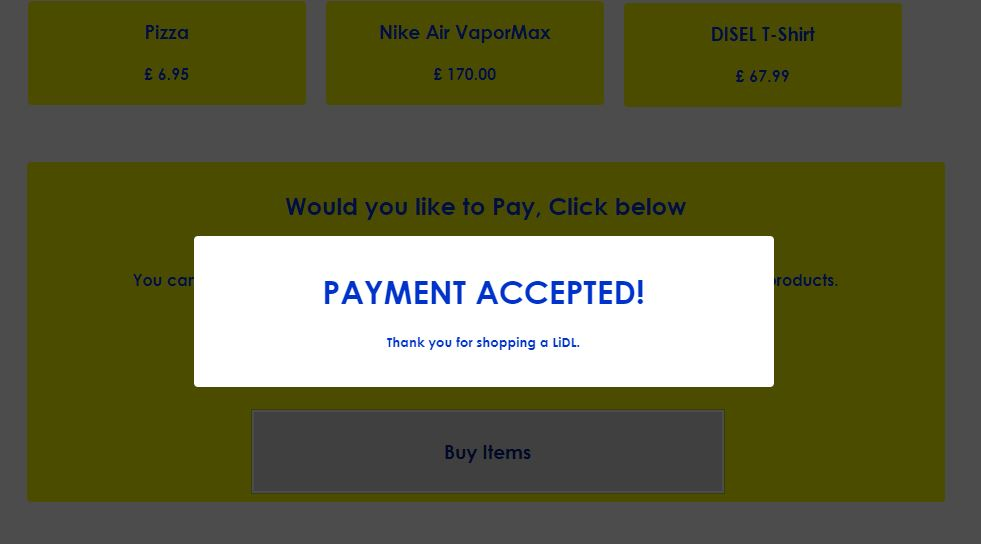 Pizza
£ 6.95
Nike Air VaporMax
£ 170.00
DISEL T-Shirt
£ 67.99
Would you like to Pay, Click below
You can
products.
PAYMENT ACCEPTED!
Thank you for shopping a LiDL.
Buy Items